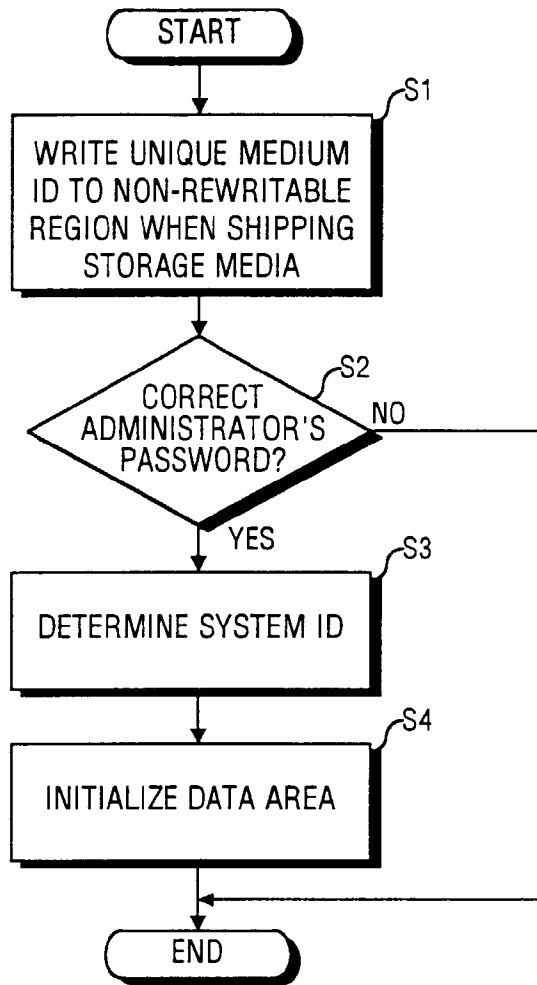 START
S1
WRITE UNIQUE MEDIUM
ID TO NON-REWRITABLE
REGION WHEN SHIPPING
STORAGE MEDIA
S2
CORRECT
ADMINISTRATOR'S
PASSWORD?
NO
YES
S3
DETERMINE SYSTEM ID
S4
INITIALIZE DATA AREA
END